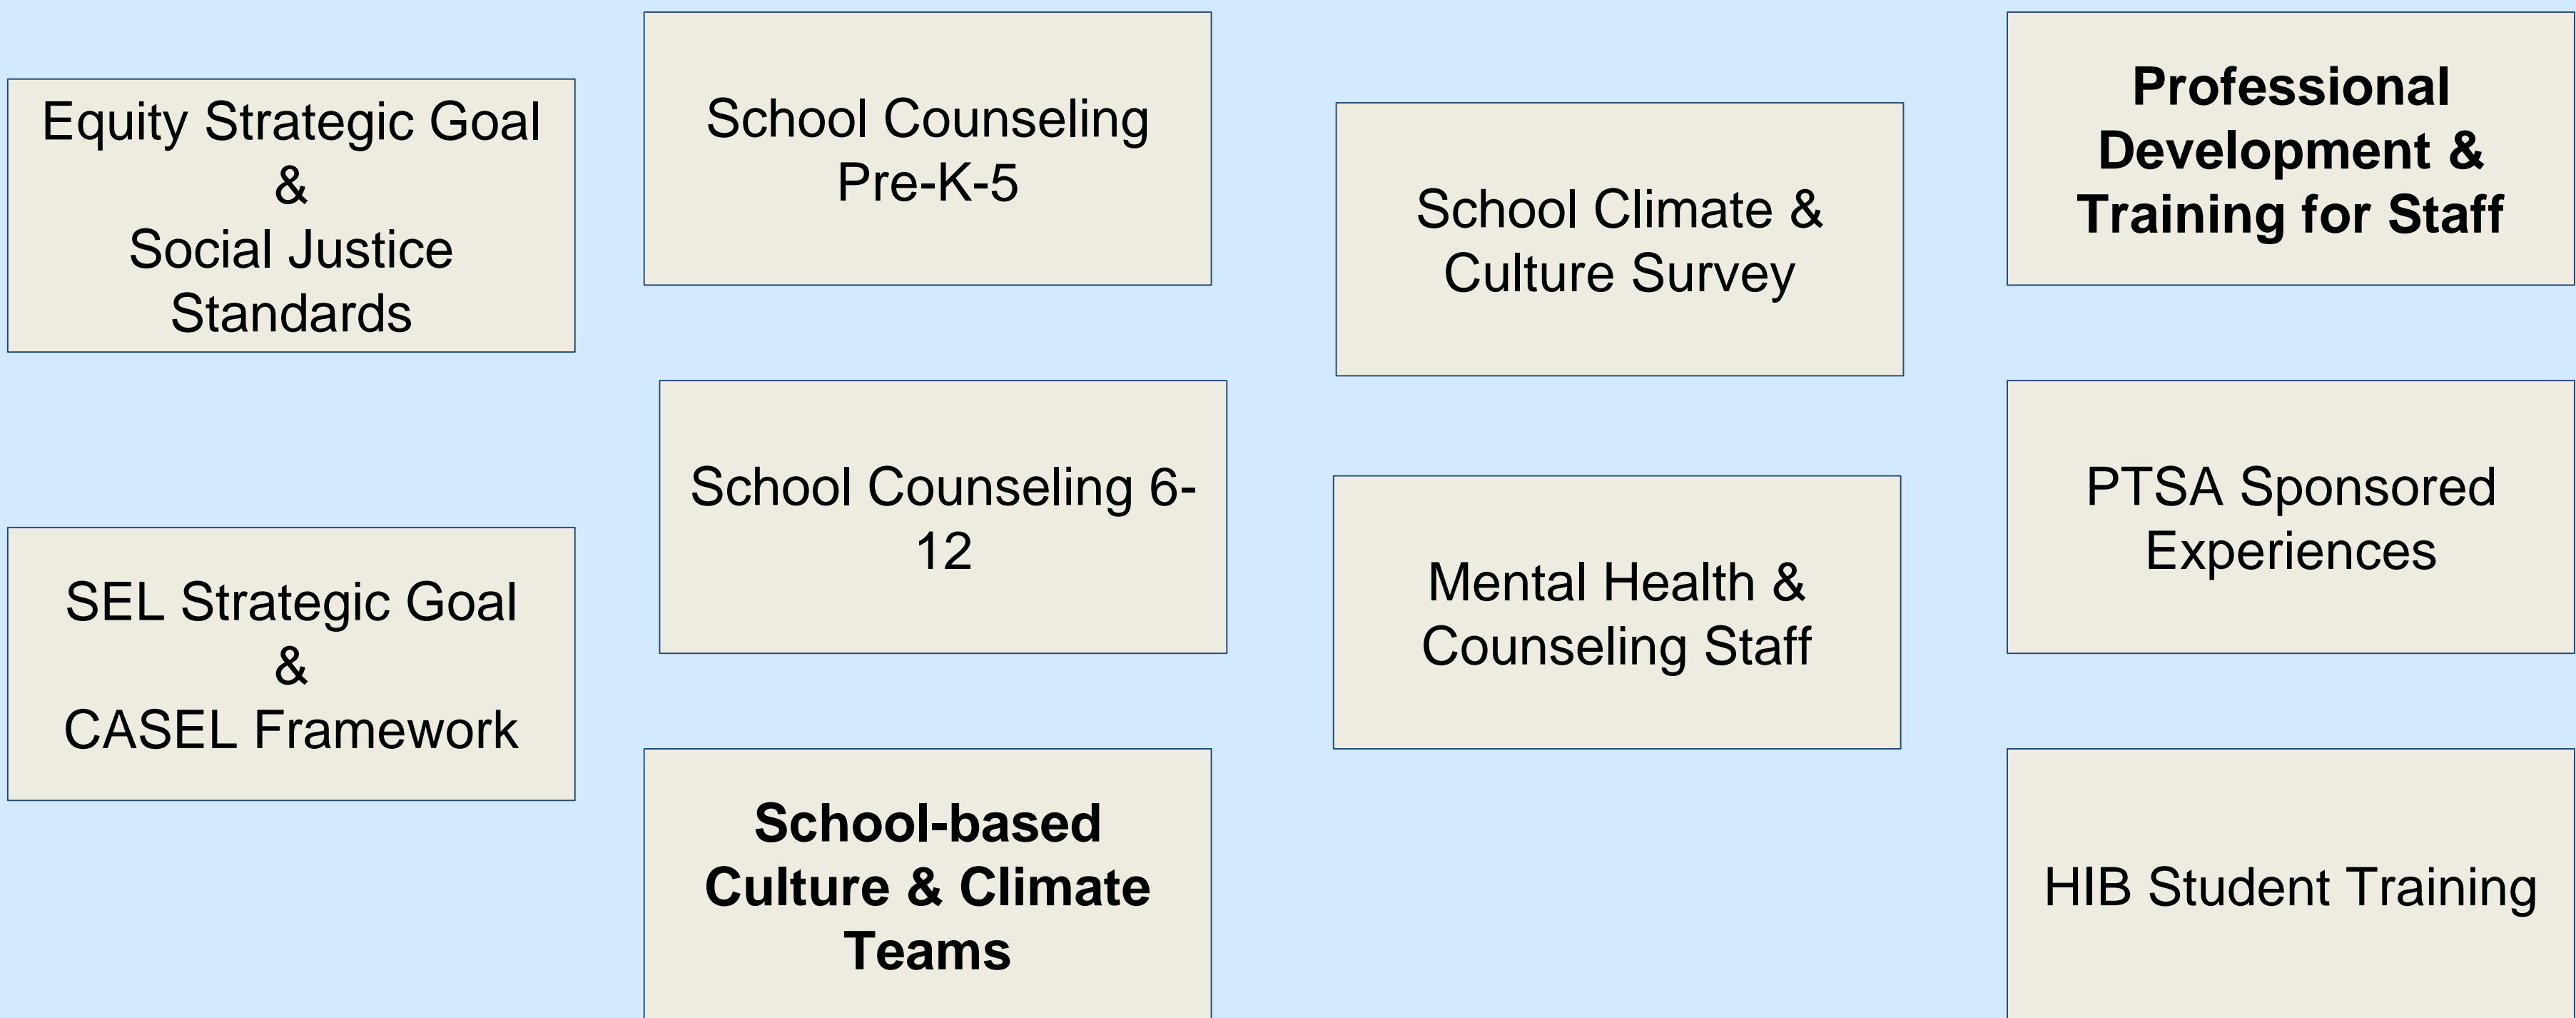 Equity Strategic Goal
&
Social Justice
Standards
SEL Strategic Goal
&
CASEL Framework
School Counseling
Pre-K-5
School Counseling 6-
12
School-based
Culture & Climate
Teams
School Climate &
Culture Survey
Mental Health &
Counseling Staff
Professional
Development &
Training for Staff
PTSA Sponsored
Experiences
HIB Student Training